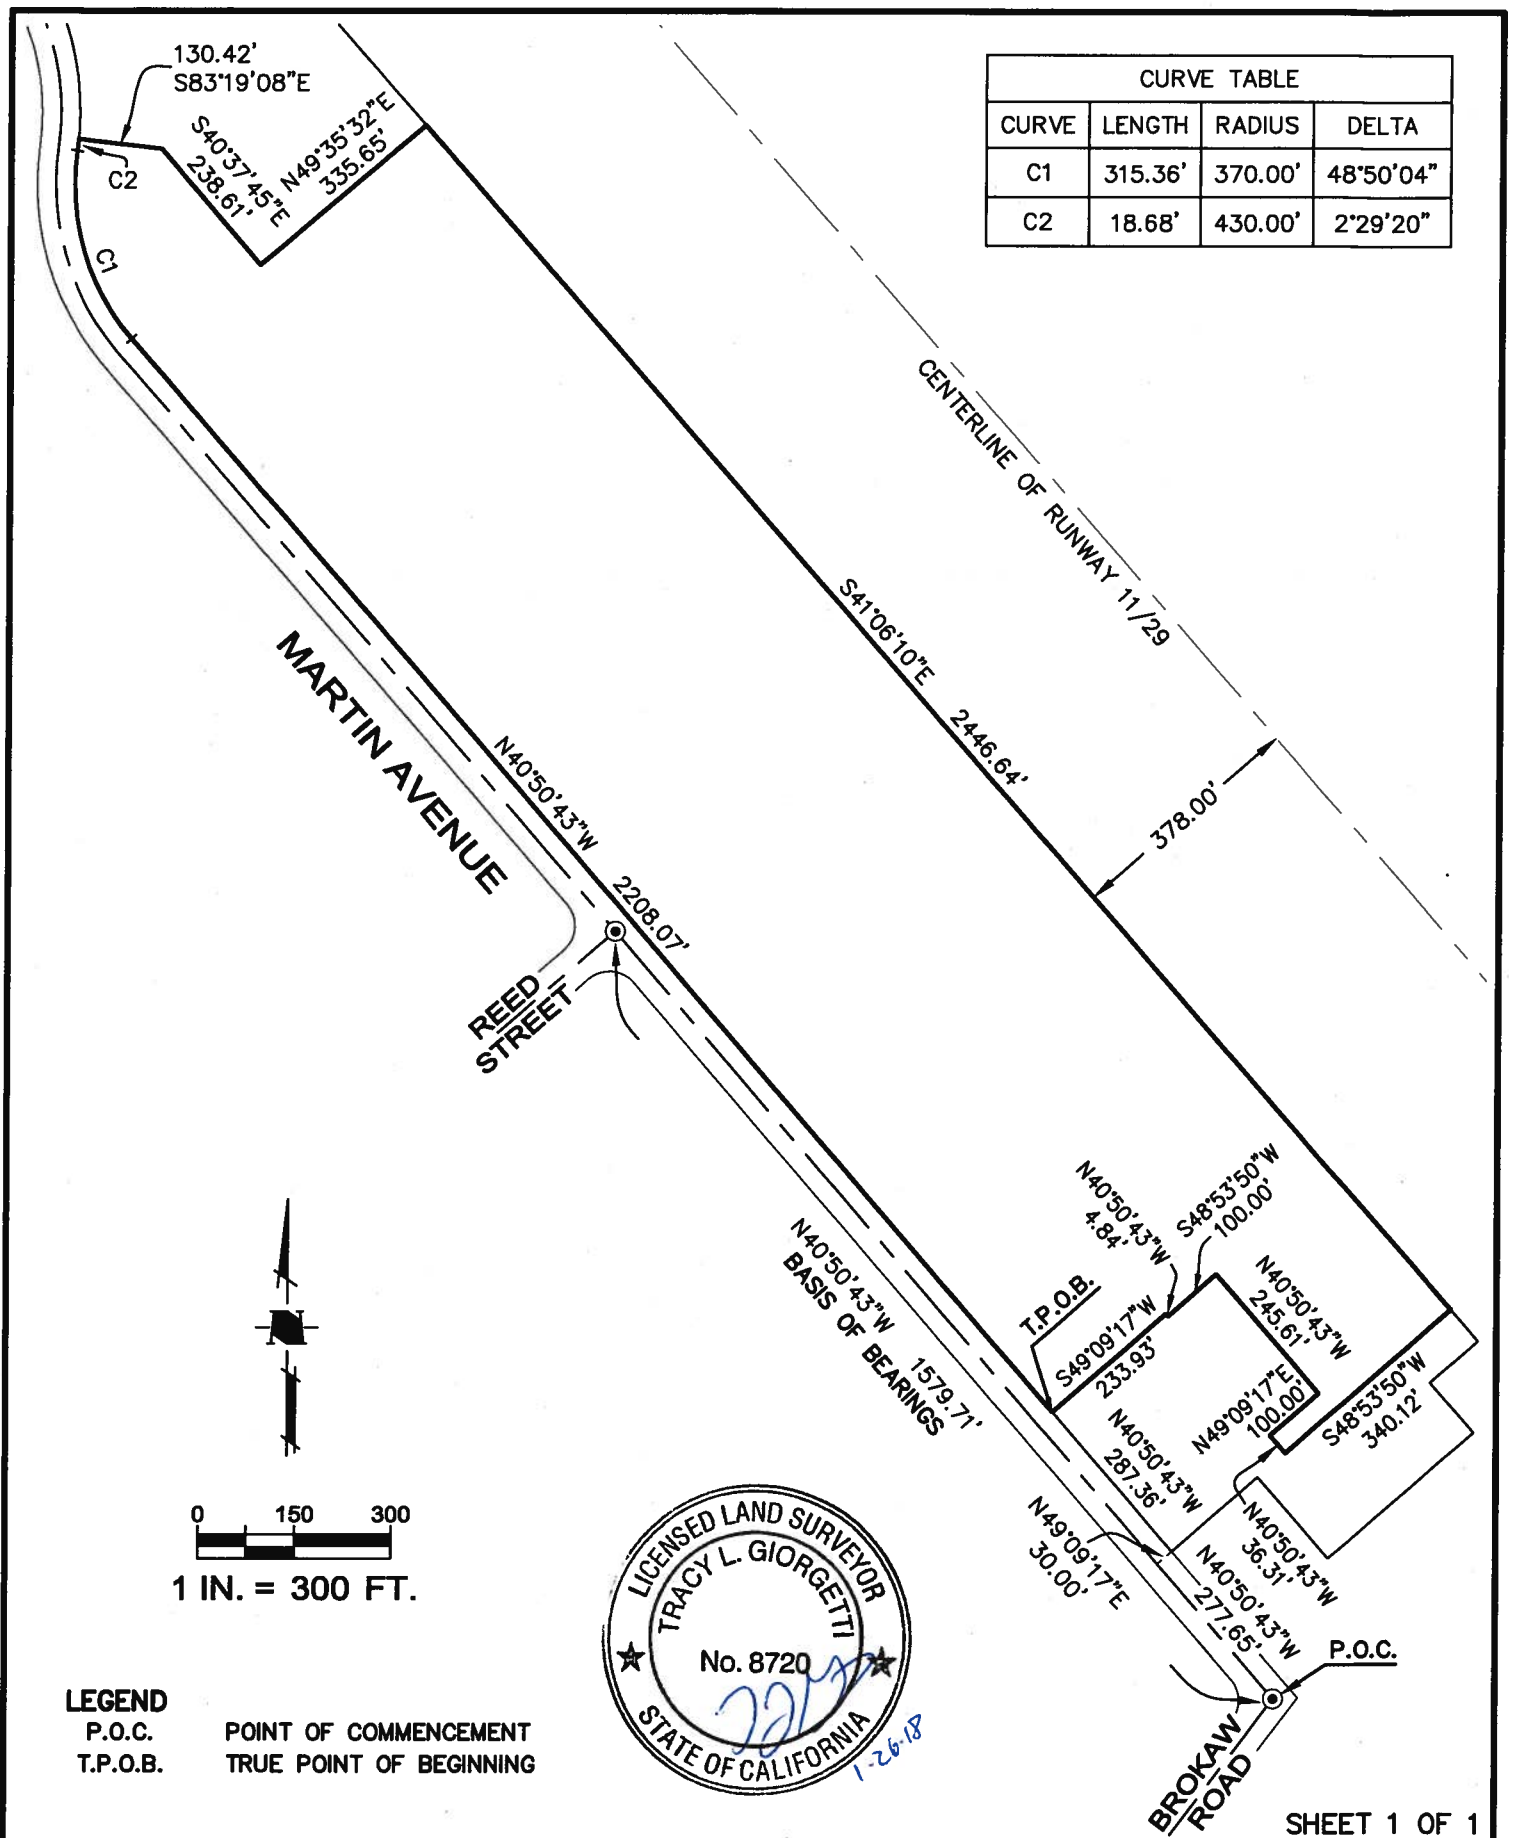 130.42'
S83°19'08"E
S40°37'45"E
238.61'
N49°35'32"E
335.65'
C2
C1
CURVE TABLE
CURVE LENGTH RADIUS DELTA
C1 315.36' 370.00' 48°50'04"
C2 18.68' 430.00' 2°29'20"
CENTERLINE OF RUNWAY 11/29
S41°06'10"E 2446.64'
378.00'
MARTIN AVENUE
N40°50'43"W 2208.07'
REED
STREET
N40°50'43"W 1579.71'
BASIS OF BEARINGS
T.P.O.B.
N40°50'43"W
4.84'
S48°53'50"W
100.00'
S49°09'17"W
233.93'
N40°50'43"W
245.61'
N49°09'17"E
100.00'
S48°53'50"W
340.12'
N40°50'43"W
287.36'
N49°09'17"E
30.00'
N40°50'43"W
36.31'
N40°50'43"W
277.65'
P.O.C.
BROKAW
ROAD
N
0 150 300
1 IN. = 300 FT.
LICENSED LAND SURVEYOR
TRACY L. GIORGETTI
No. 8720
STATE OF CALIFORNIA
1-26-18
LEGEND
P.O.C. POINT OF COMMENCEMENT
T.P.O.B. TRUE POINT OF BEGINNING
SHEET 1 OF 1